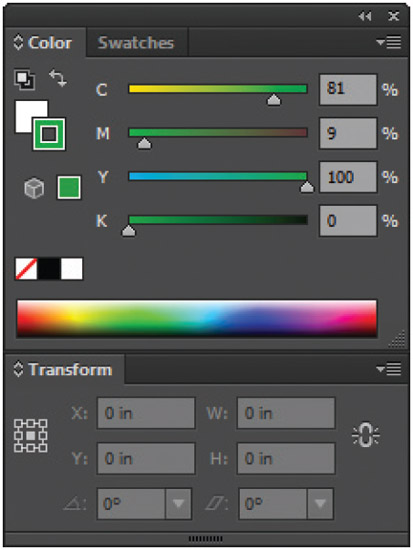 Color Swatches
C 81 %
M 9 %
Y 100 %
K 0 %
Transform
X: 0 in W: 0 in
Y: 0 in H: 0 in
0° 0°